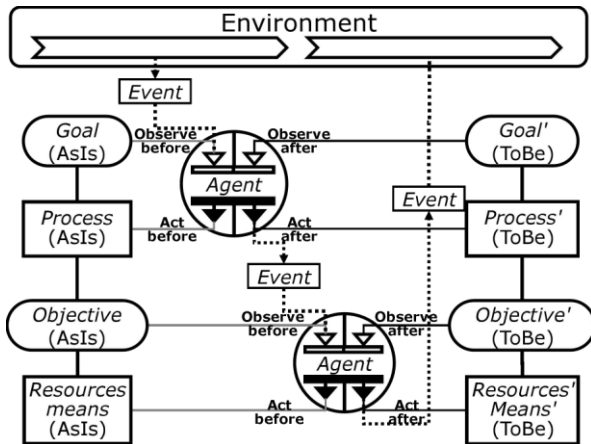 Environment
Event
Goal
(AsIs)
Observe
before
Observe
after
Goal'
(ToBe)
Agent
Event
Process
(AsIs)
Act
before
Act
after
Process'
(ToBe)
Event
Objective
(AsIs)
Observe
before
Observe
after
Objective'
(ToBe)
Agent
Resources
means
(AsIs)
Act
before
Act
after
Resources'
Means'
(ToBe)